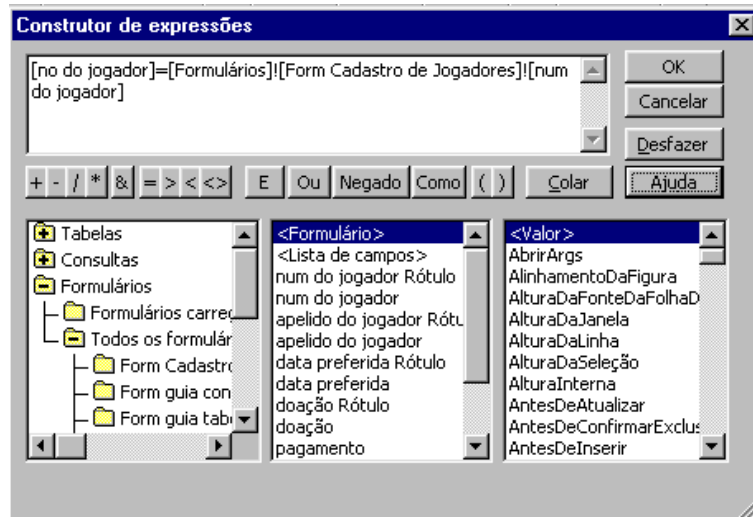 Construtor de expressões
[no do jogador]=[Formulários]![Form Cadastro de Jogadores]![num
do jogador]
OK
Cancelar
Desfazer
+ - / * & = > < <> E Ou Negado Como ( ) Colar Ajuda
Tabelas
Consultas
Formulários
Formulários carreg
Todos os formulár
Form Cadastro
Form guia con
Form guia tab
<Formulário>
<Lista de campos>
num do jogador Rótulo
num do jogador
apelido do jogador Rótu
apelido do jogador
data preferida Rótulo
data preferida
doação Rótulo
doação
pagamento
<Valor>
AbrirArgs
AlinhamentoDaFigura
AlturaDaFonteDaFolhaD
AlturaDaJanela
AlturaDaLinha
AlturaDaSeleção
AlturaInterna
AntesDeAtualizar
AntesDeConfirmarExclus
AntesDeInserir